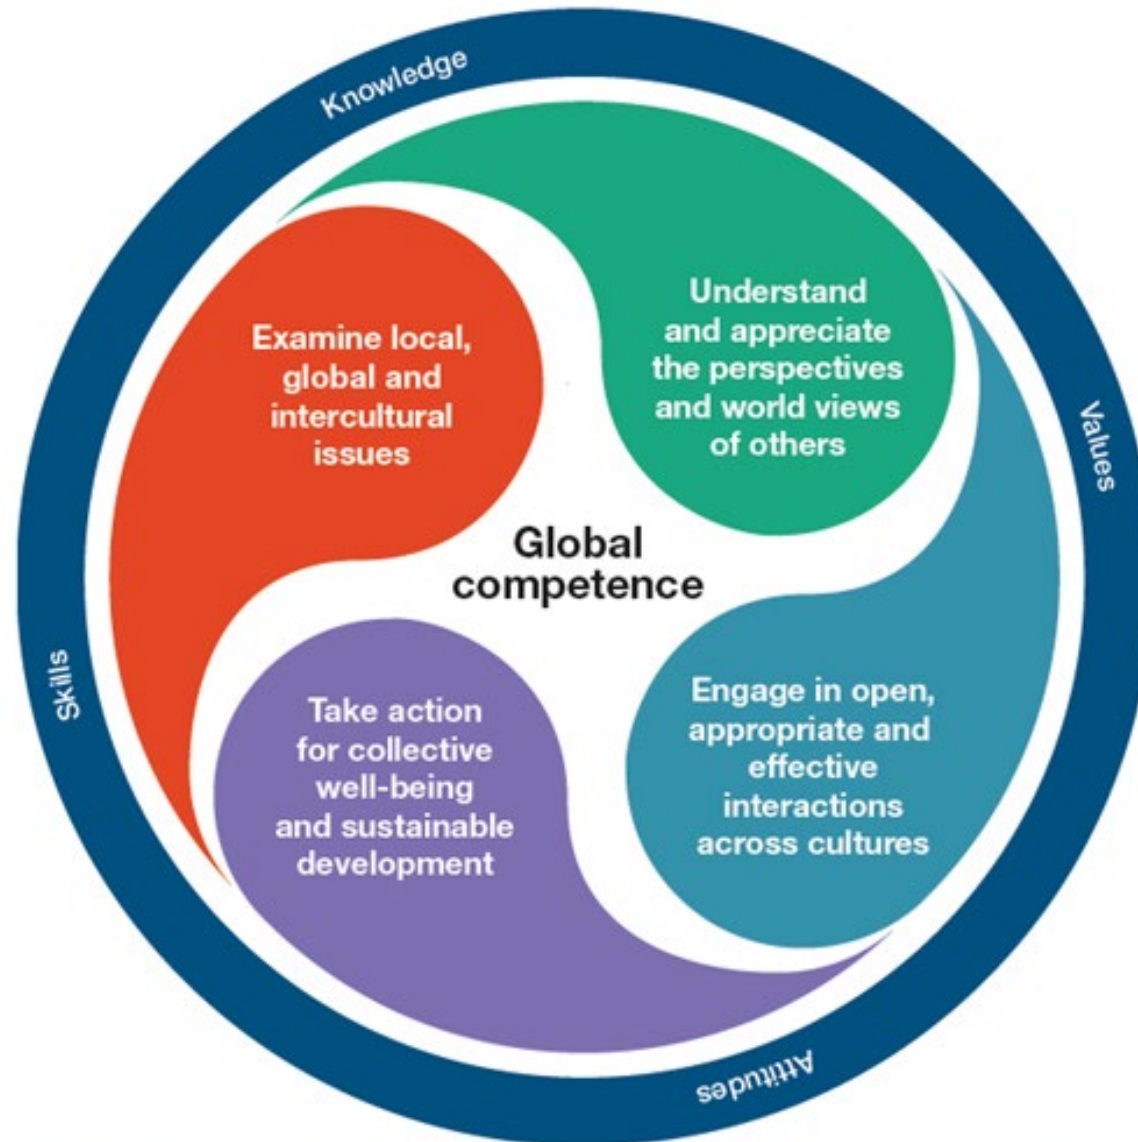 Knowledge
Examine local,
global and
intercultural
issues
Understand
and appreciate
the perspectives
and world views
of others
Values
Global
competence
Skills
Take action
for collective
well-being
and sustainable
development
Engage in open,
appropriate and
effective
interactions
across cultures
Attitudes